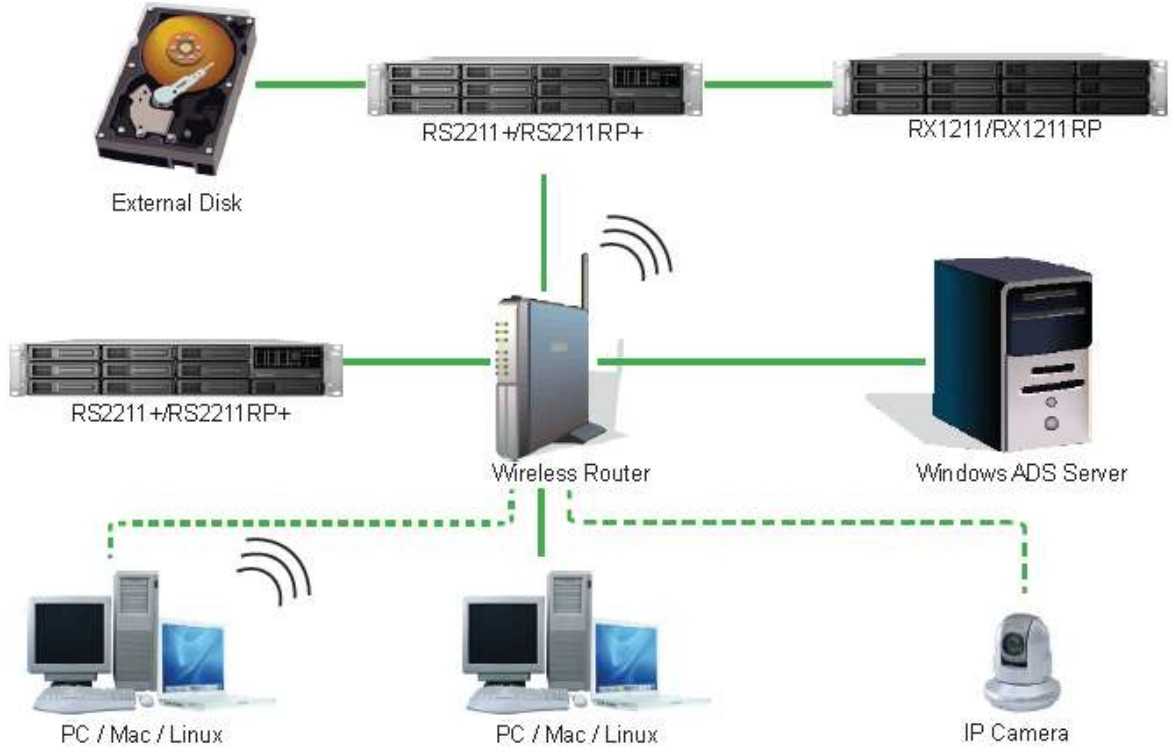 RS2211+/RS2211RP+
RX1211/RX1211RP
External Disk
RS2211+/RS2211RP+
Wireless Router
Windows ADS Server
PC / Mac / Linux
PC / Mac / Linux
IP Camera